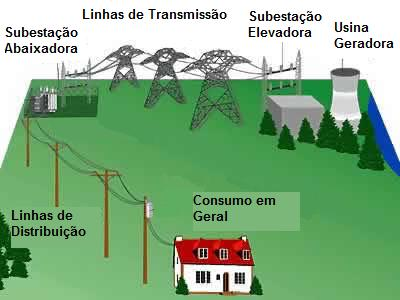 Linhas de Transmissão
Subestação
Elevadora
Usina
Geradora
Subestação
Abaixadora
Linhas de
Distribuição
Consumo em
Geral